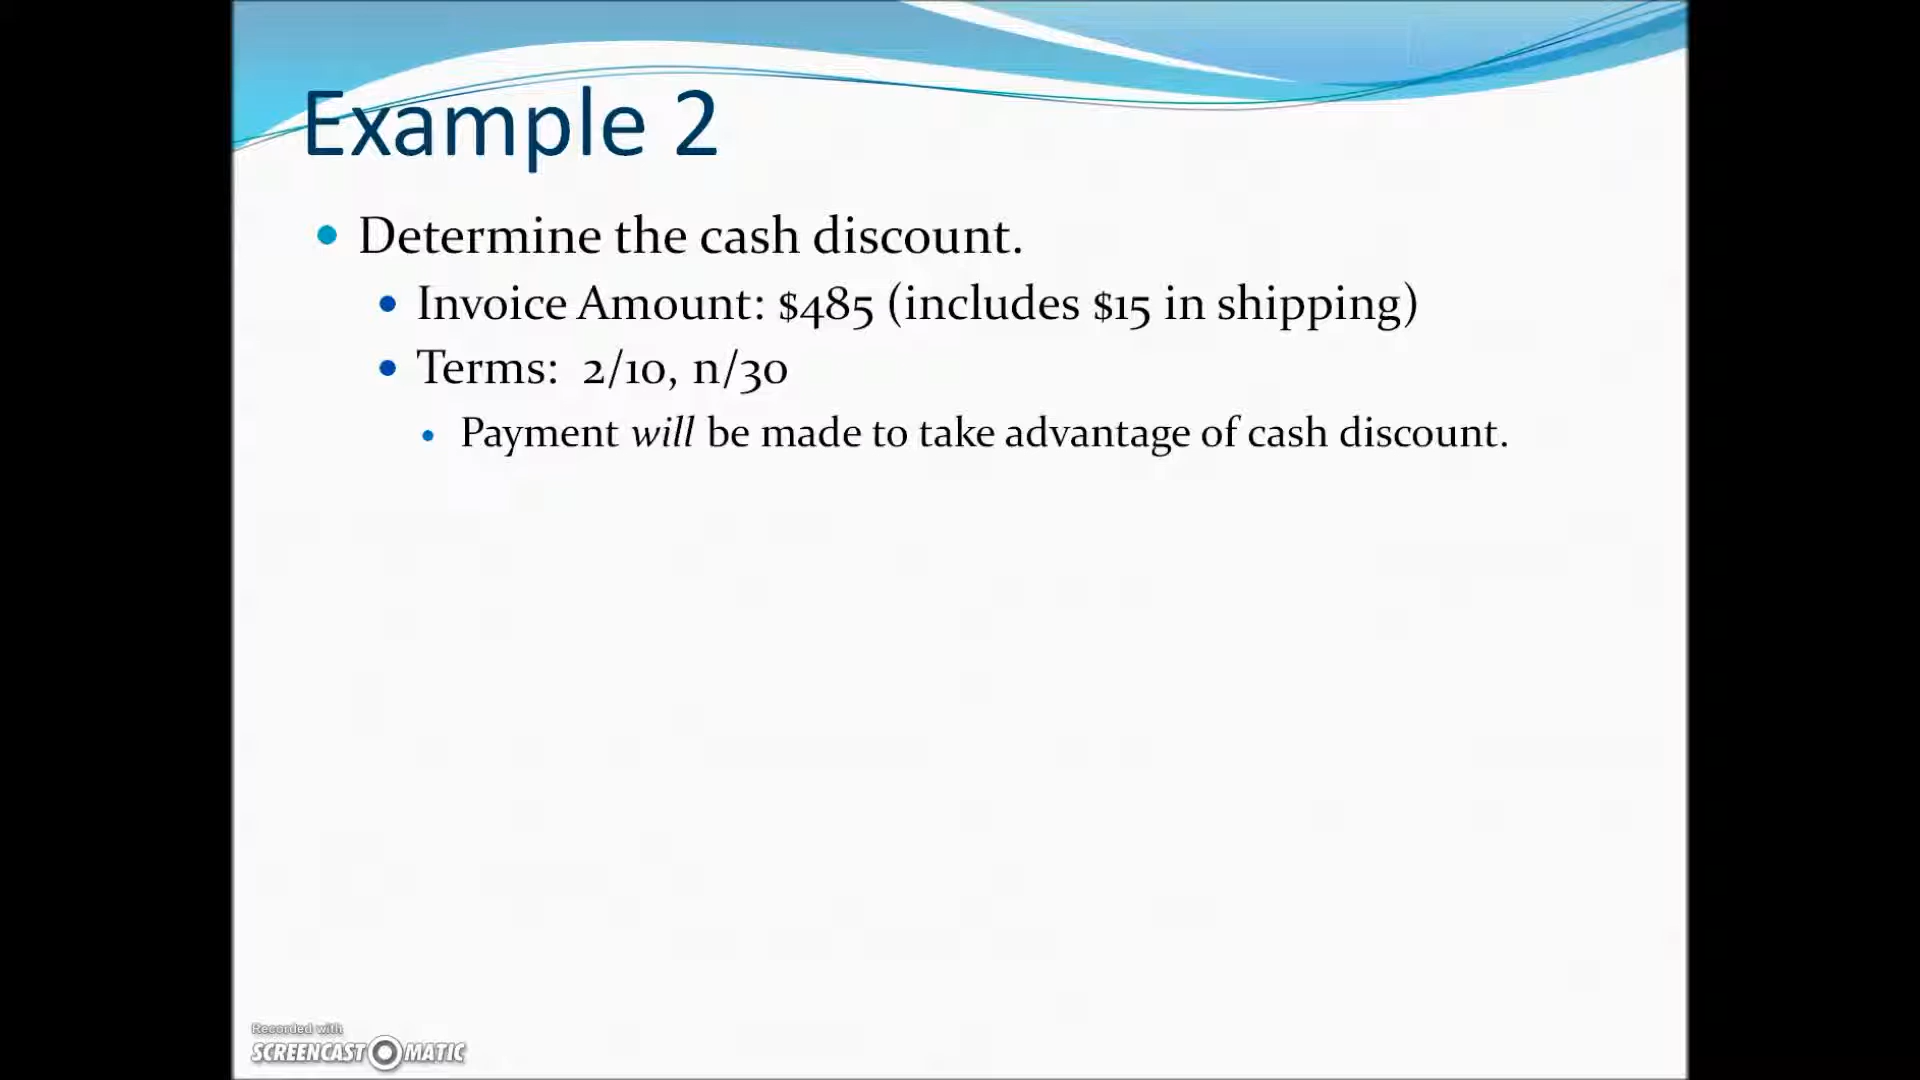 Example 2
Determine the cash discount.
Invoice Amount: $485 (includes $15 in shipping)
Terms: 2/10, n/30
Payment will be made to take advantage of cash discount.
Recorded with
SCREENCAST MATIC